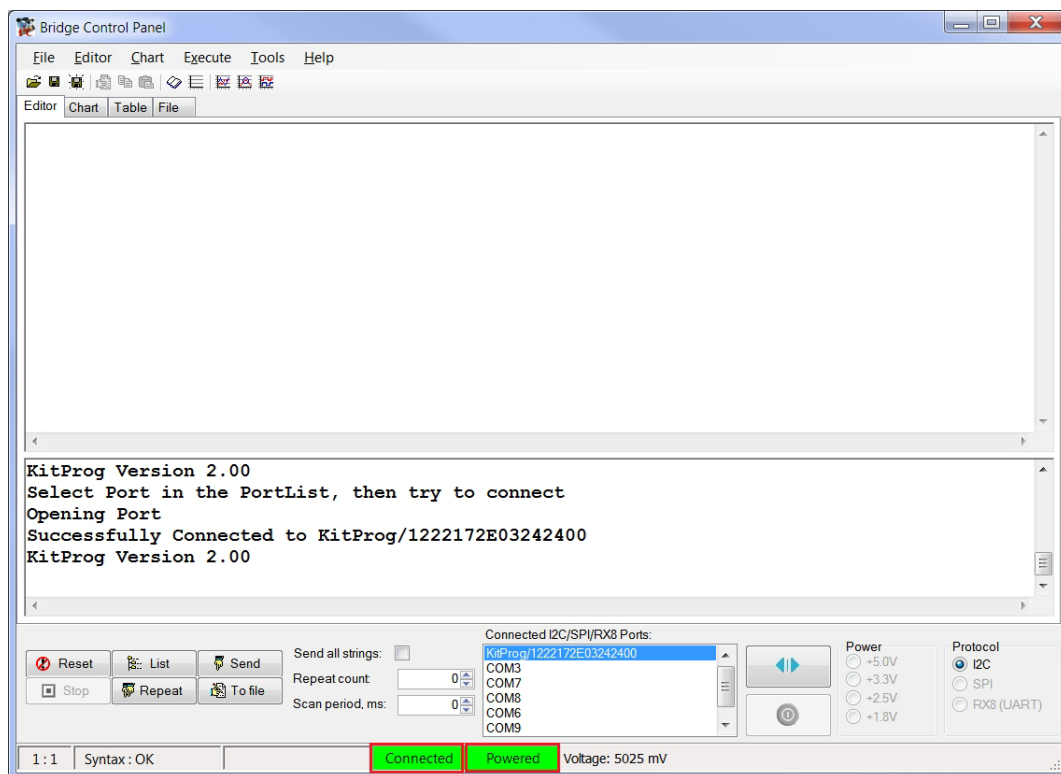 Bridge Control Panel
File Editor Chart Execute Tools Help
Editor Chart Table File
KitProg Version 2.00
Select Port in the PortList, then try to connect
Opening Port
Successfully Connected to KitProg/1222172E03242400
KitProg Version 2.00
Connected I2C/SPI/RX8 Ports:
Reset List Send
Stop Repeat To file
Send all strings:
Repeat count: 0
Scan period, ms: 0
KitProg/1222172E03242400
COM3
COM7
COM8
COM6
COM9
Power
+5.0V
+3.3V
+2.5V
+1.8V
Protocol
I2C
SPI
RX8 (UART)
1:1 Syntax : OK Connected Powered Voltage: 5025 mV